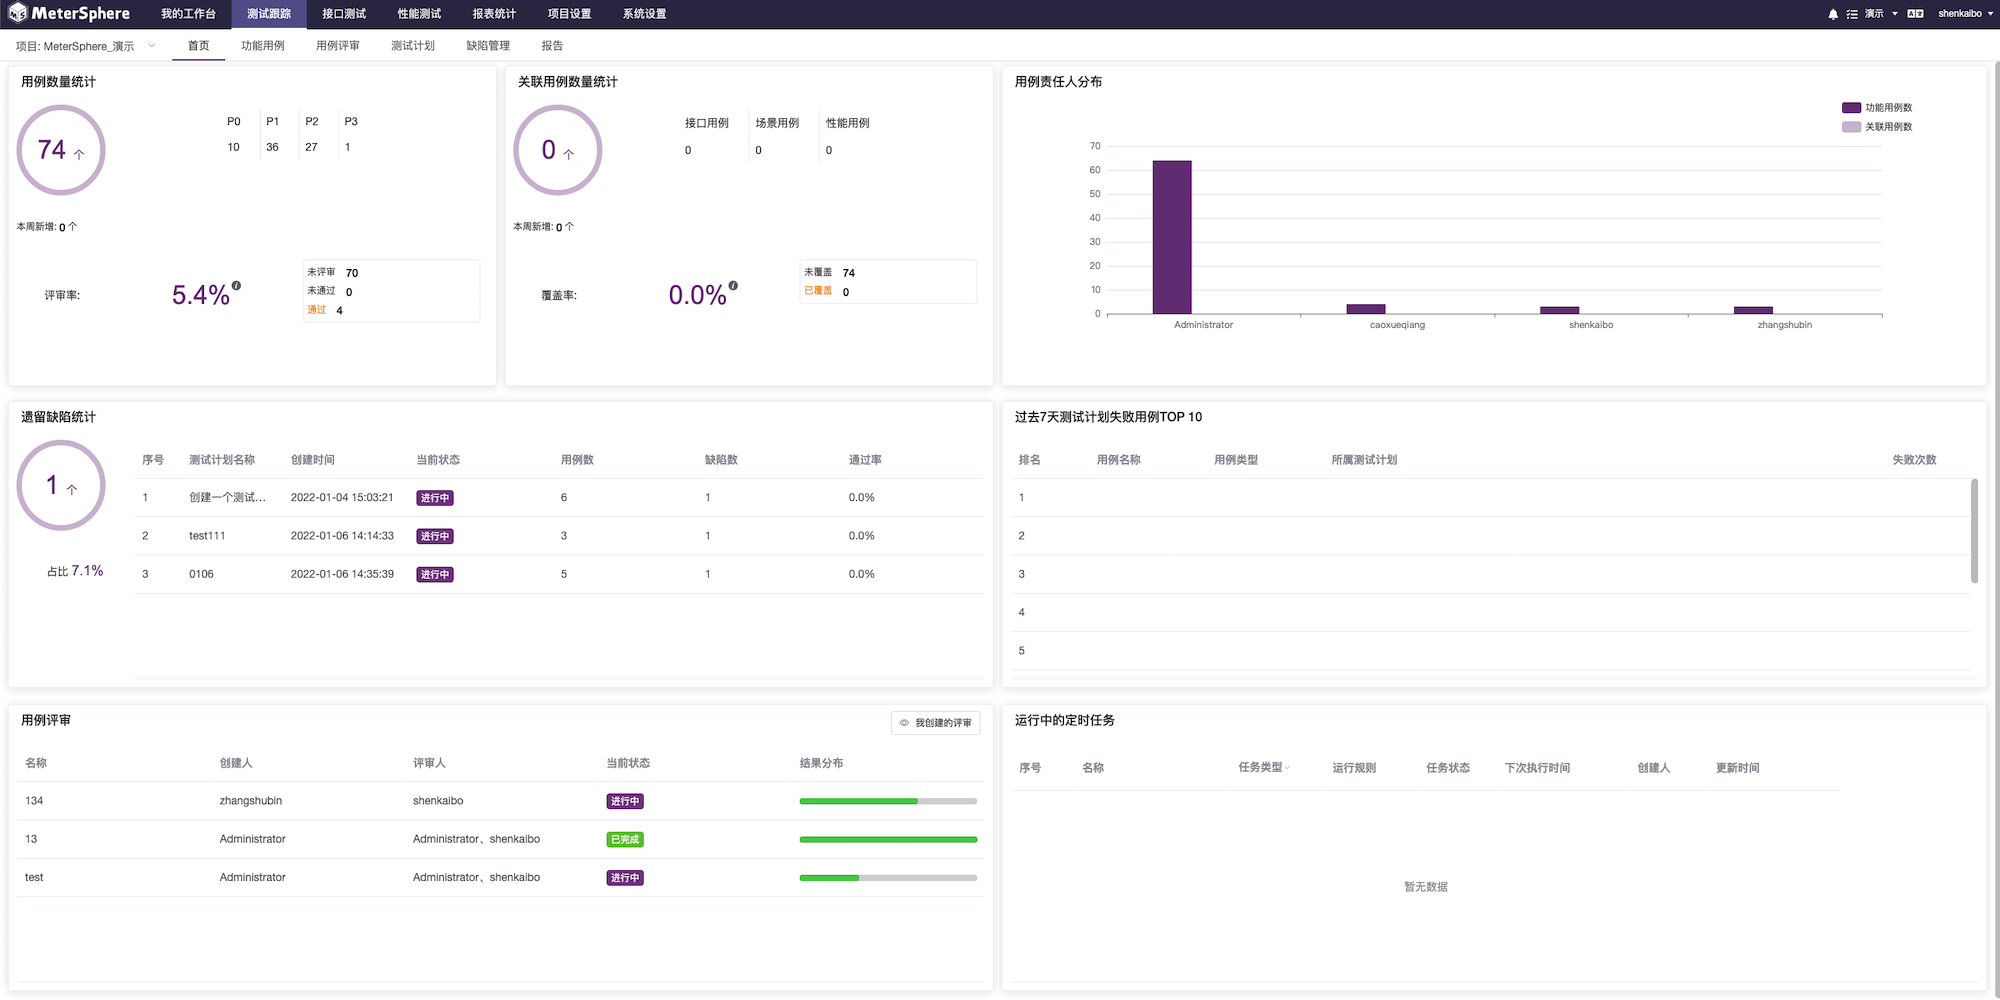 MeterSphere 我的工作台 测试跟踪 接口测试 性能测试 报表统计 项目设置 系统设置 演示 shenkaibo
项目: MeterSphere_演示 首页 功能用例 用例评审 测试计划 缺陷管理 报告
用例数量统计
74 个
P0 P1 P2 P3
10 36 27 1
本周新增: 0 个
评审率: 5.4%
未评审 70
未通过 0
通过 4
关联用例数量统计
0 个
接口用例 场景用例 性能用例
0 0 0
本周新增: 0 个
覆盖率: 0.0%
未覆盖 74
已覆盖 0
用例责任人分布
功能用例数
关联用例数
70
60
50
40
30
20
10
0
Administrator caoxueqiang shenkaibo zhangshubin
遗留缺陷统计
1 个
占比 7.1%
序号 测试计划名称 创建时间 当前状态 用例数 缺陷数 通过率
1 创建一个测试... 2022-01-04 15:03:21 进行中 6 1 0.0%
2 test111 2022-01-06 14:14:33 进行中 3 1 0.0%
3 0106 2022-01-06 14:35:39 进行中 5 1 0.0%
过去7天测试计划失败用例TOP 10
排名 用例名称 用例类型 所属测试计划 失败次数
1
2
3
4
5
用例评审 我创建的评审
名称 创建人 评审人 当前状态 结果分布
134 zhangshubin shenkaibo 进行中
13 Administrator Administrator、shenkaibo 已完成
test Administrator Administrator、shenkaibo 进行中
运行中的定时任务
序号 名称 任务类型 运行规则 任务状态 下次执行时间 创建人 更新时间
暂无数据